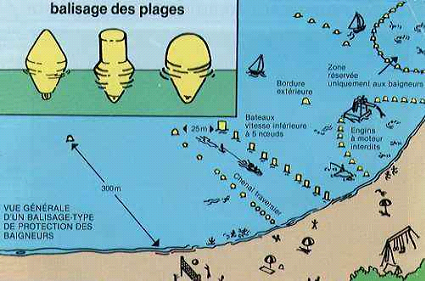 balisage des plages
Zone
réservée
uniquement aux baigneurs
Bordure
extérieure
Bateaux
vitesse inférieure
à 5 nœuds
25m
Engins
à moteur
interdits
Chenal traversier
300m
VUE GÉNÉRALE
D'UN BALISAGE-TYPE
DE PROTECTION DES
BAIGNEURS